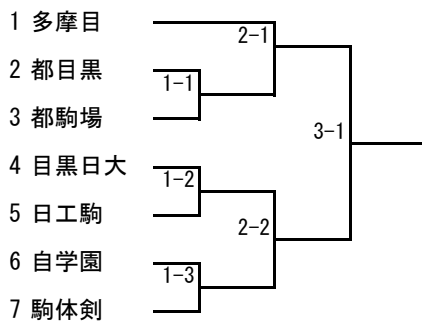 1 多摩目
2-1
2 都目黒
1-1
3 都駒場
3-1
4 目黒日大
1-2
5 日工駒
2-2
6 自学園
1-3
7 駒体剣